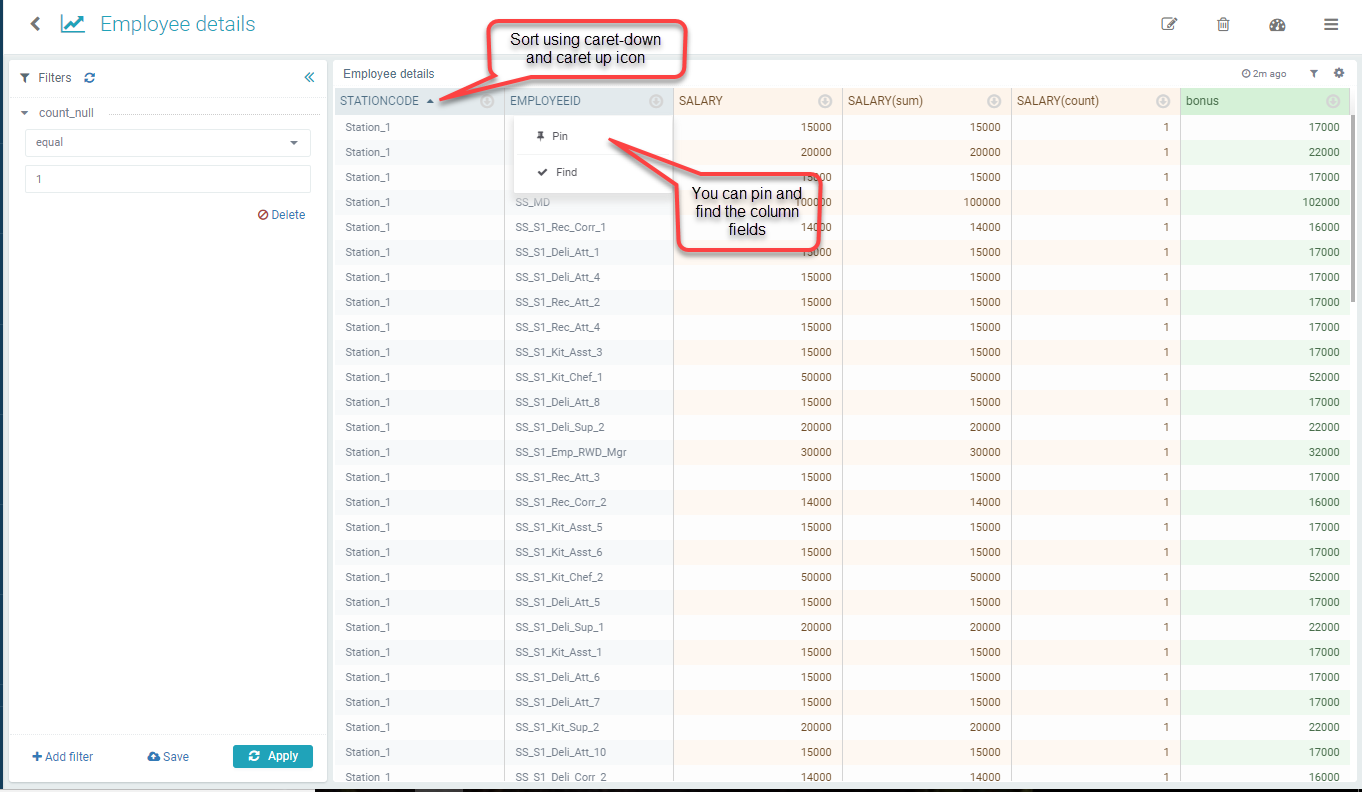 Employee details
Sort using caret-down
and caret up icon
Filters
count_null
equal
1
Delete
Add filter
Save
Apply
Employee details
2m ago
STATIONCODE EMPLOYEEID SALARY SALARY(sum) SALARY(count) bonus
Pin
Find
You can pin and
find the column
fields
Station_1 15000 15000 1 17000
Station_1 20000 20000 1 22000
Station_1 15000 15000 1 17000
Station_1 SS_MD 100000 100000 1 102000
Station_1 SS_S1_Rec_Corr_1 14000 14000 1 16000
Station_1 SS_S1_Deli_Att_1 15000 15000 1 17000
Station_1 SS_S1_Deli_Att_4 15000 15000 1 17000
Station_1 SS_S1_Rec_Att_2 15000 15000 1 17000
Station_1 SS_S1_Rec_Att_4 15000 15000 1 17000
Station_1 SS_S1_Kit_Asst_3 15000 15000 1 17000
Station_1 SS_S1_Kit_Chef_1 50000 50000 1 52000
Station_1 SS_S1_Deli_Att_8 15000 15000 1 17000
Station_1 SS_S1_Deli_Sup_2 20000 20000 1 22000
Station_1 SS_S1_Emp_RWD_Mgr 30000 30000 1 32000
Station_1 SS_S1_Rec_Att_3 15000 15000 1 17000
Station_1 SS_S1_Rec_Corr_2 14000 14000 1 16000
Station_1 SS_S1_Kit_Asst_5 15000 15000 1 17000
Station_1 SS_S1_Kit_Asst_6 15000 15000 1 17000
Station_1 SS_S1_Kit_Chef_2 50000 50000 1 52000
Station_1 SS_S1_Deli_Att_5 15000 15000 1 17000
Station_1 SS_S1_Deli_Sup_1 20000 20000 1 22000
Station_1 SS_S1_Kit_Asst_1 15000 15000 1 17000
Station_1 SS_S1_Deli_Att_6 15000 15000 1 17000
Station_1 SS_S1_Deli_Att_7 15000 15000 1 17000
Station_1 SS_S1_Kit_Sup_2 20000 20000 1 22000
Station_1 SS_S1_Deli_Att_10 15000 15000 1 17000
Station_1 SS_S1_Deli_Corr_2 14000 14000 1 16000